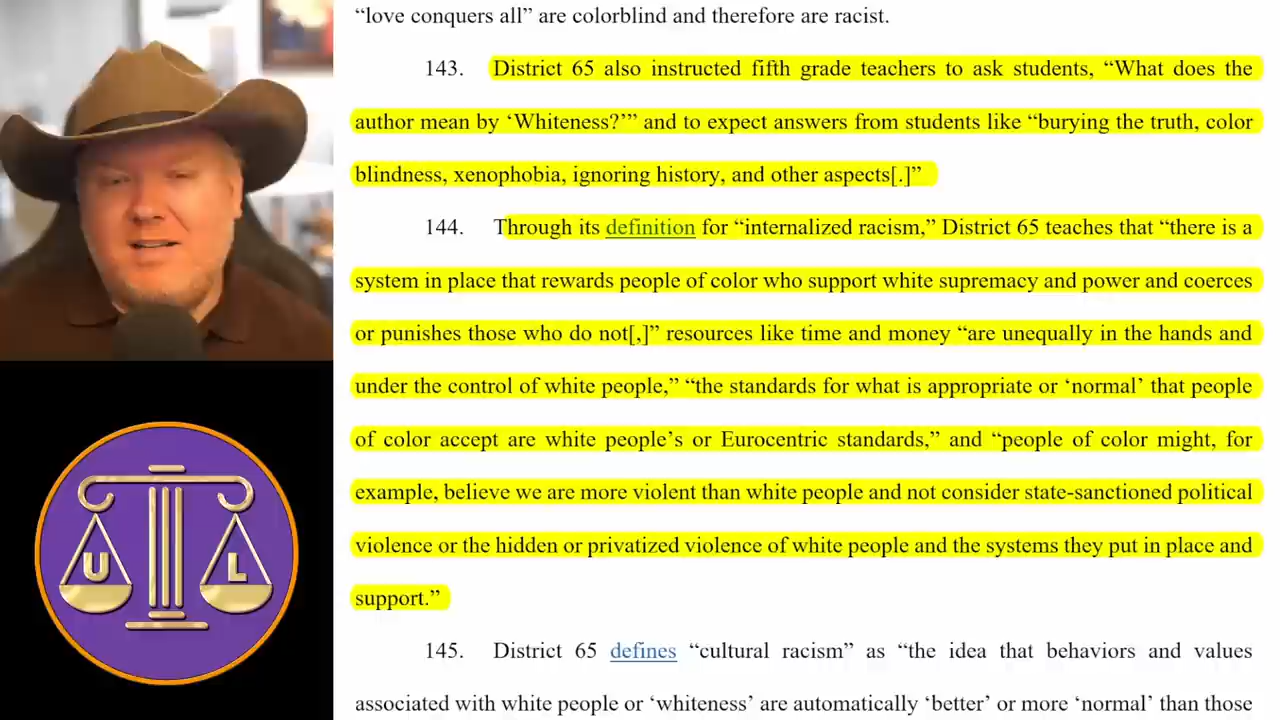 “love conquers all” are colorblind and therefore are racist.
143. District 65 also instructed fifth grade teachers to ask students, “What does the
author mean by ‘Whiteness?’” and to expect answers from students like “burying the truth, color
blindness, xenophobia, ignoring history, and other aspects[.]”
144. Through its definition for “internalized racism,” District 65 teaches that “there is a
system in place that rewards people of color who support white supremacy and power and coerces
or punishes those who do not[,]” resources like time and money “are unequally in the hands and
under the control of white people,” “the standards for what is appropriate or ‘normal’ that people
of color accept are white people’s or Eurocentric standards,” and “people of color might, for
example, believe we are more violent than white people and not consider state-sanctioned political
violence or the hidden or privatized violence of white people and the systems they put in place and
support.”
145. District 65 defines “cultural racism” as “the idea that behaviors and values
associated with white people or ‘whiteness’ are automatically ‘better’ or more ‘normal’ than those
U L